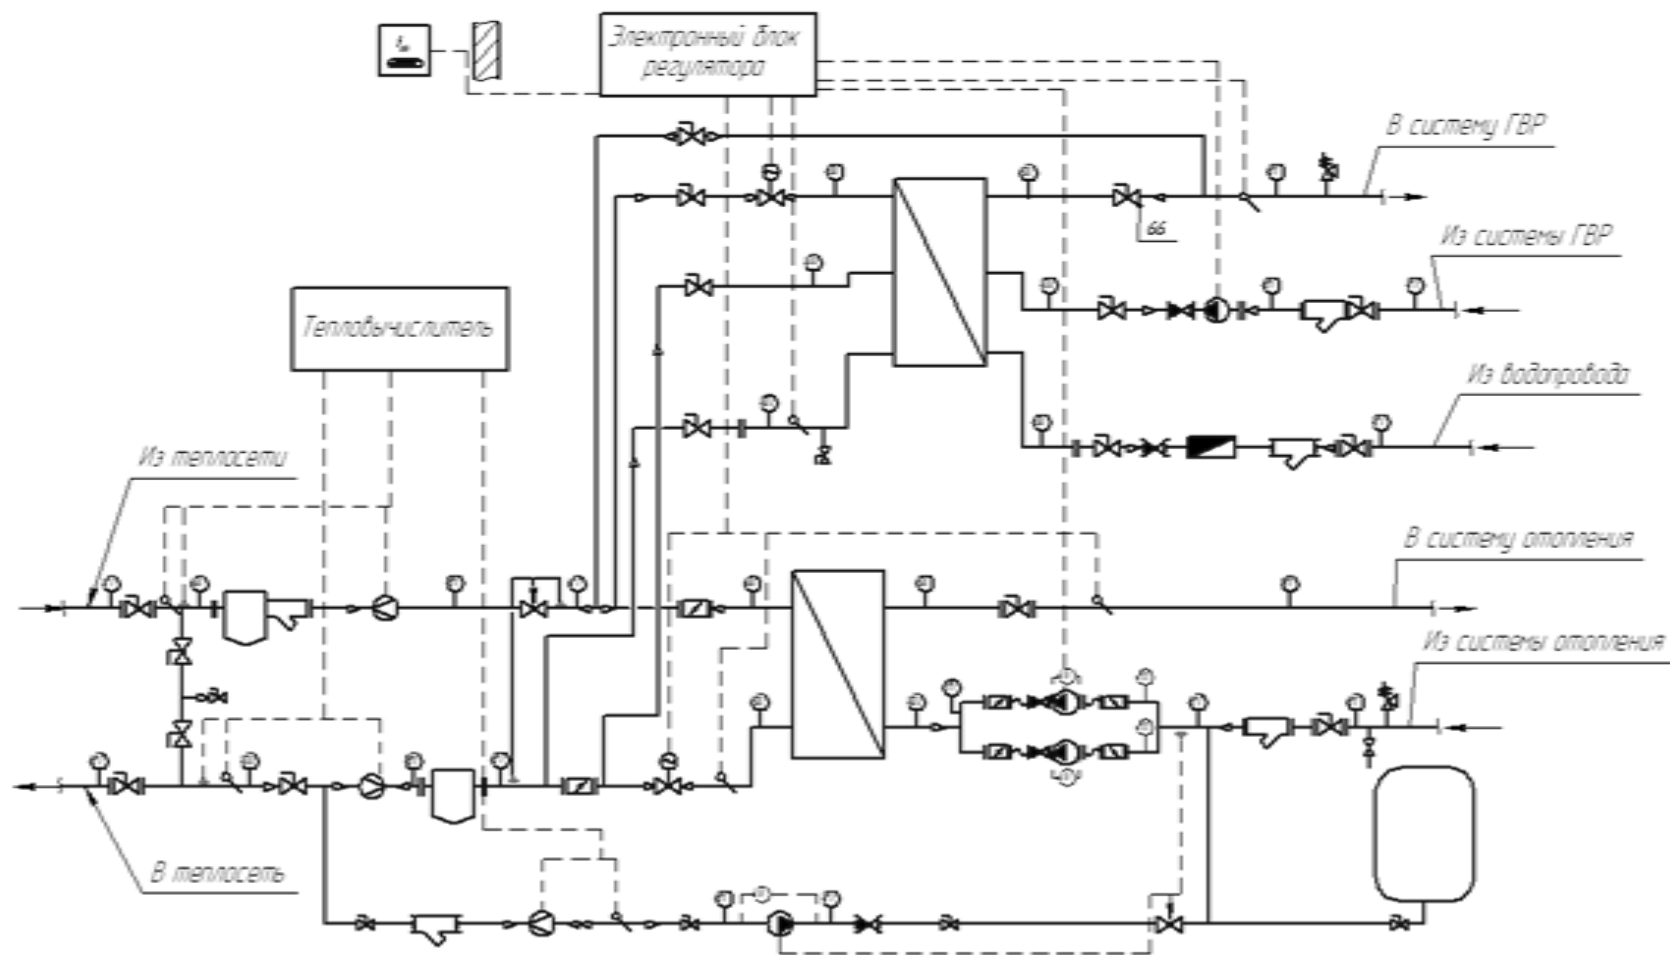 Электронный блок
регулятора
В систему ГВР
66
Из системы ГВР
Тепловычислитель
Из водопровода
Из теплосети
В систему отопления
Из системы отопления
В теплосеть